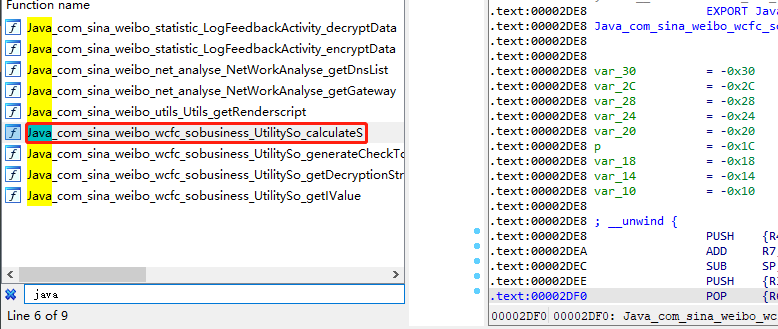 Function name
Java_com_sina_weibo_statistic_LogFeedbackActivity_decryptData
Java_com_sina_weibo_statistic_LogFeedbackActivity_encryptData
Java_com_sina_weibo_net_analyse_NetWorkAnalyse_getDnsList
Java_com_sina_weibo_net_analyse_NetWorkAnalyse_getGateway
Java_com_sina_weibo_utils_Utils_getRenderscript
Java_com_sina_weibo_wcfc_sobusiness_UtilitySo_calculateS
Java_com_sina_weibo_wcfc_sobusiness_UtilitySo_generateCheckTo
Java_com_sina_weibo_wcfc_sobusiness_UtilitySo_getDecryptionStr
Java_com_sina_weibo_wcfc_sobusiness_UtilitySo_getIValue
java
Line 6 of 9
.text:00002DE8 EXPORT Java
.text:00002DE8 Java_com_sina_weibo_wcfc_so
.text:00002DE8
.text:00002DE8
.text:00002DE8 var_30 = -0x30
.text:00002DE8 var_2C = -0x2C
.text:00002DE8 var_28 = -0x28
.text:00002DE8 var_24 = -0x24
.text:00002DE8 var_20 = -0x20
.text:00002DE8 p = -0x1C
.text:00002DE8 var_18 = -0x18
.text:00002DE8 var_14 = -0x14
.text:00002DE8 var_10 = -0x10
.text:00002DE8
.text:00002DE8 ; __unwind {
.text:00002DE8 PUSH {R4
.text:00002DEA ADD R7,
.text:00002DEC SUB SP,
.text:00002DEE PUSH {R
.text:00002DF0 POP {R
00002DF0 00002DF0: Java_com_sina_weibo_wc